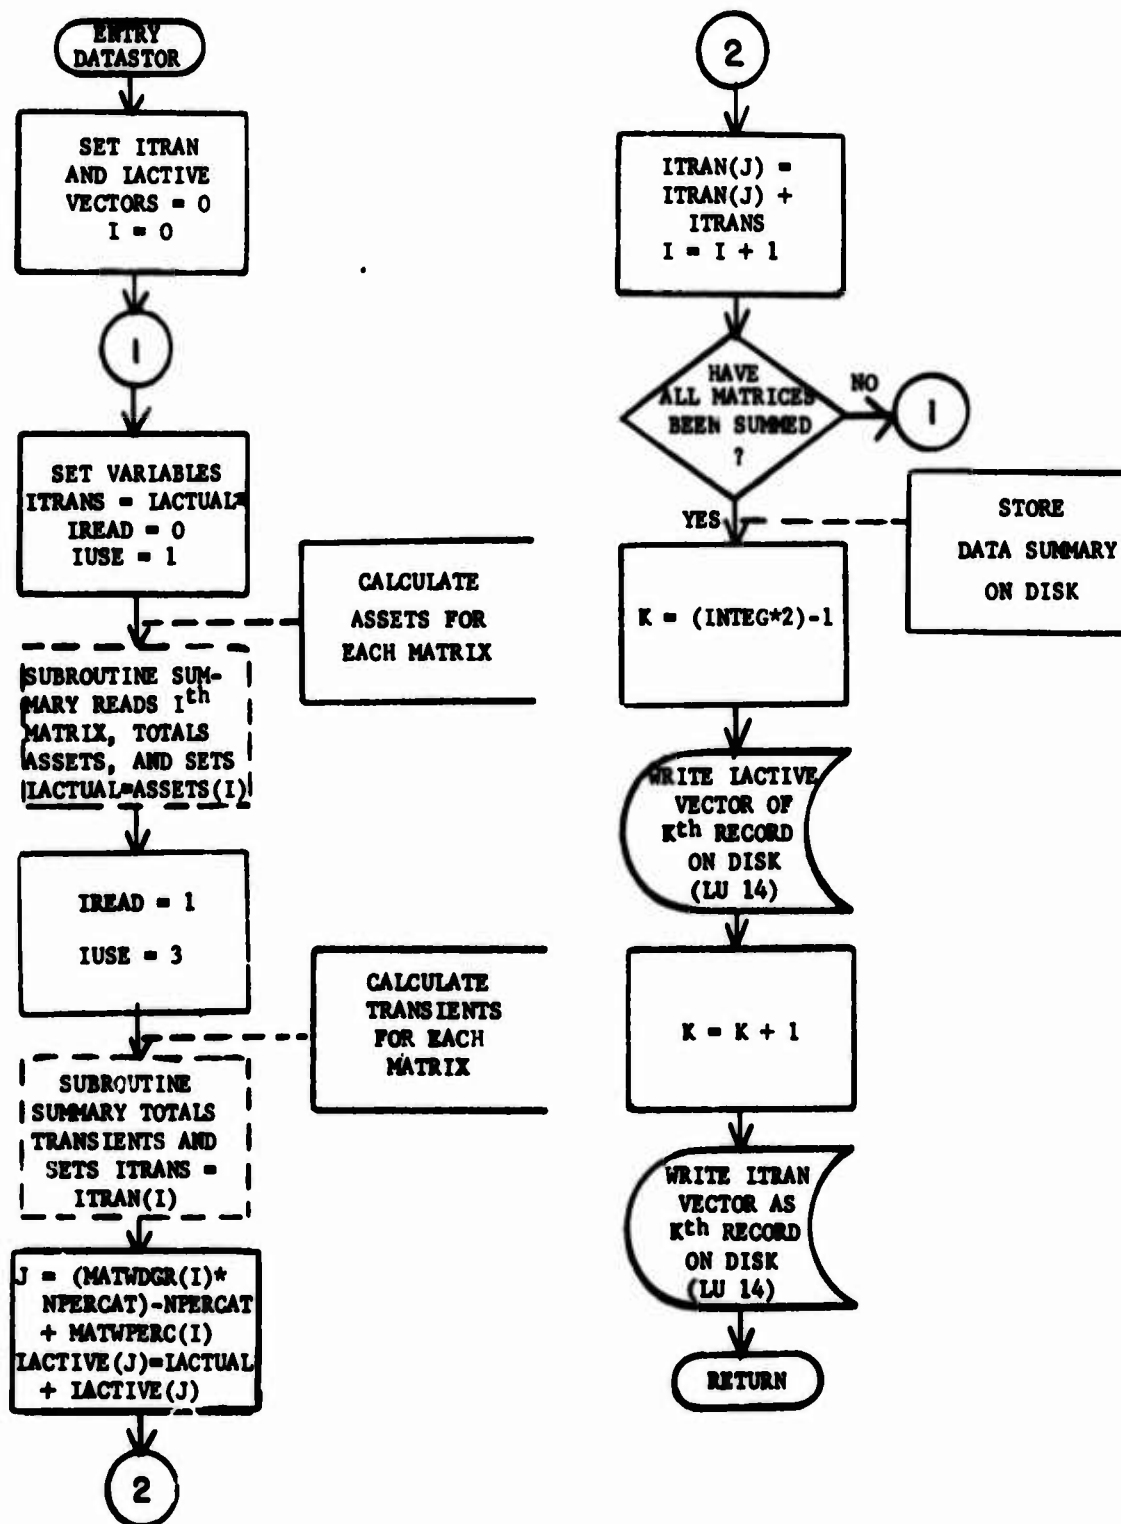 ENTRY
DATASTOR
SET ITRAN
AND IACTIVE
VECTORS = 0
I = 0
1
SET VARIABLES
ITRANS = IACTUAL=
IREAD = 0
IUSE = 1
CALCULATE
ASSETS FOR
EACH MATRIX
SUBROUTINE SUM-
MARY READS Ith
MATRIX, TOTALS
ASSETS, AND SETS
IACTUAL=ASSETS(I)
IREAD = 1
IUSE = 3
CALCULATE
TRANSIENTS
FOR EACH
MATRIX
SUBROUTINE
SUMMARY TOTALS
TRANSIENTS AND
SETS ITRANS =
ITRAN(I)
J = (MATWDGR(I)*
NPERCAT)-NPERCAT
+ MATWPERC(I)
IACTIVE(J)=IACTUAL
+ IACTIVE(J)
2
2
ITRAN(J) =
ITRAN(J) +
ITRANS
I = I + 1
HAVE
ALL MATRICES
BEEN SUMMED
?
NO
1
YES
STORE
DATA SUMMARY
ON DISK
K = (INTEG*2)-1
WRITE IACTIVE
VECTOR OF
Kth RECORD
ON DISK
(LU 14)
K = K + 1
WRITE ITRAN
VECTOR AS
Kth RECORD
ON DISK
(LU 14)
RETURN